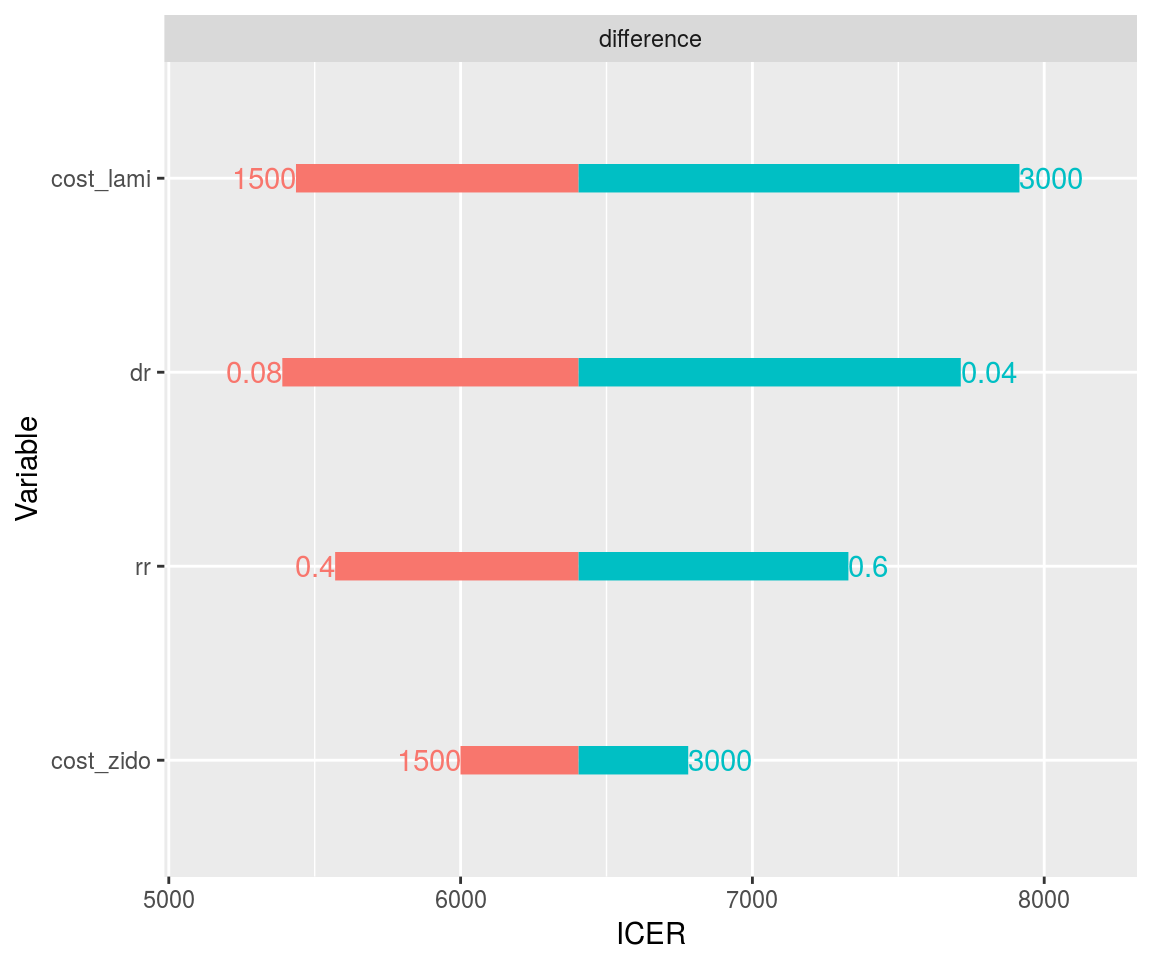 difference
cost_lami 1500 3000
dr 0.08 0.04
Variable
rr 0.4 0.6
cost_zido 1500 3000
5000 6000 7000 8000
ICER